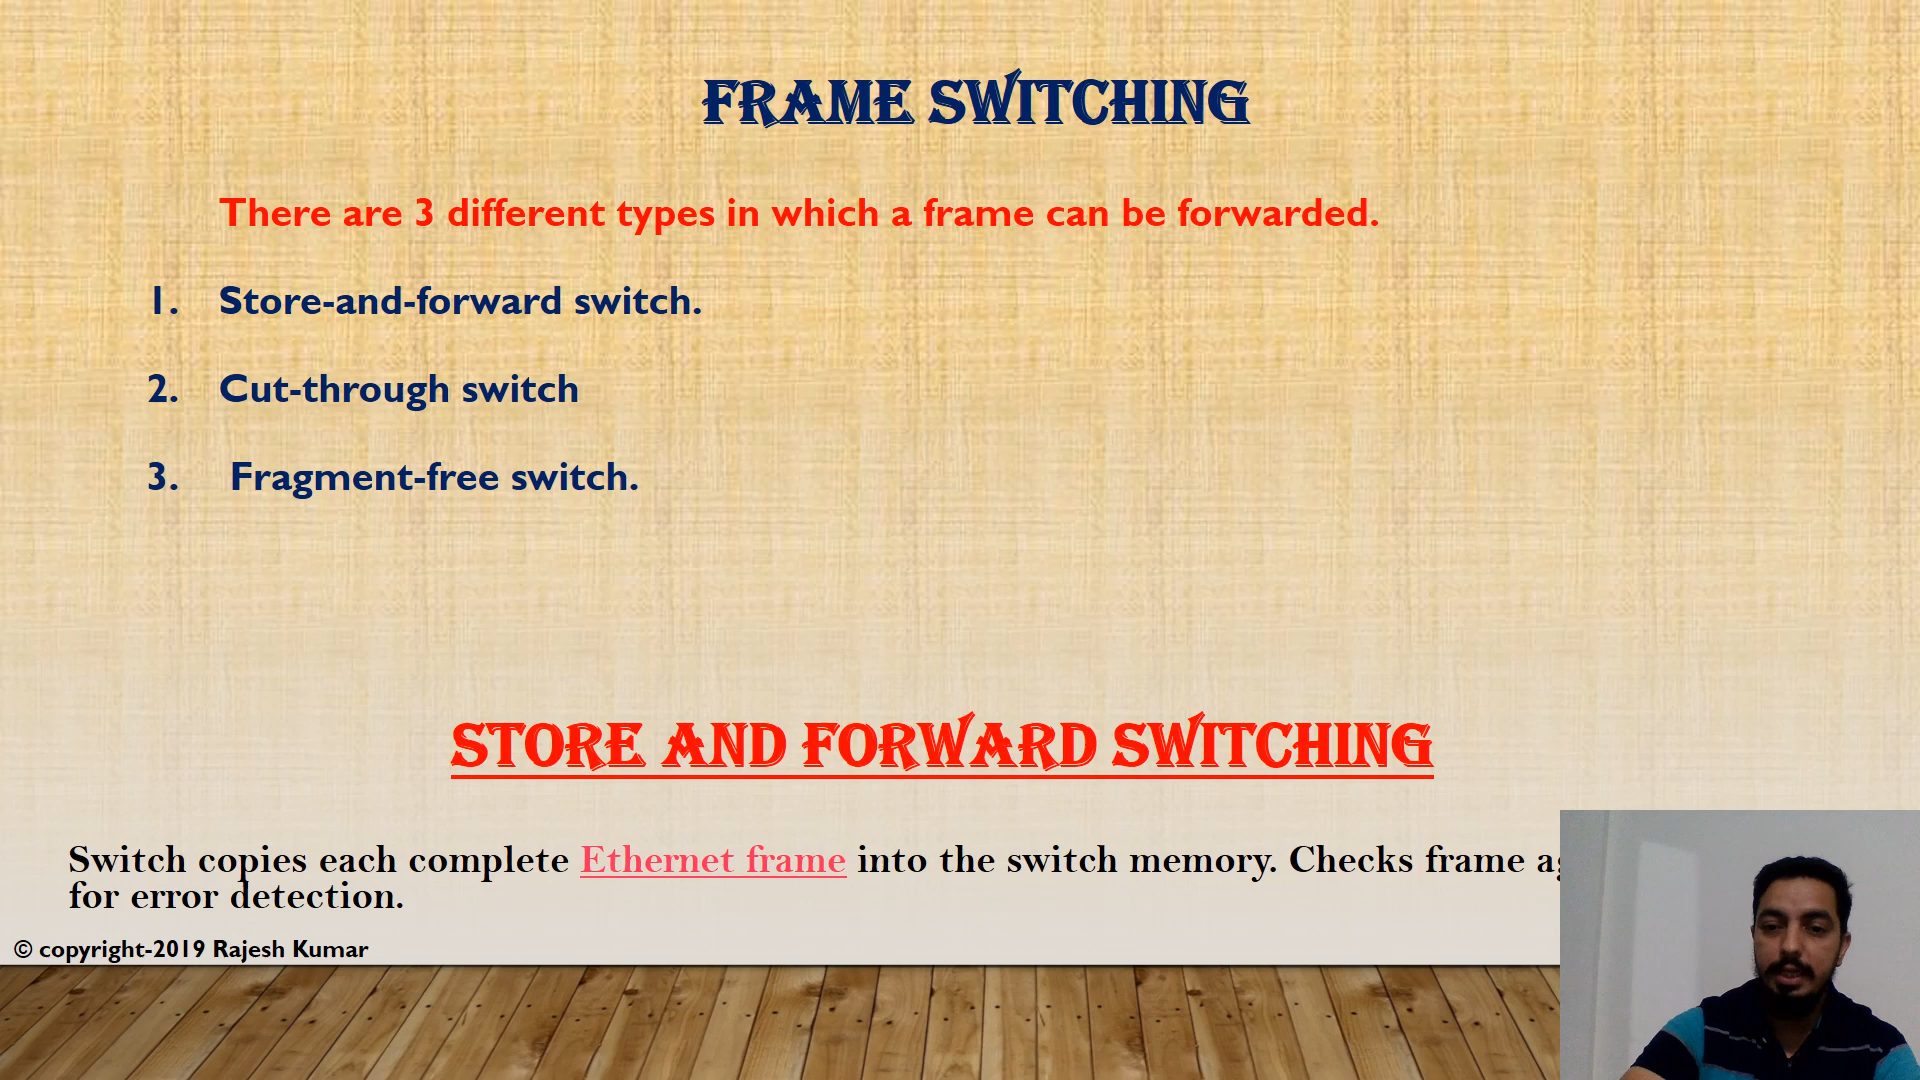 FRAME SWITCHING
There are 3 different types in which a frame can be forwarded.
1. Store-and-forward switch.
2. Cut-through switch
3. Fragment-free switch.
STORE AND FORWARD SWITCHING
Switch copies each complete Ethernet frame into the switch memory. Checks frame
for error detection.
© copyright-2019 Rajesh Kumar